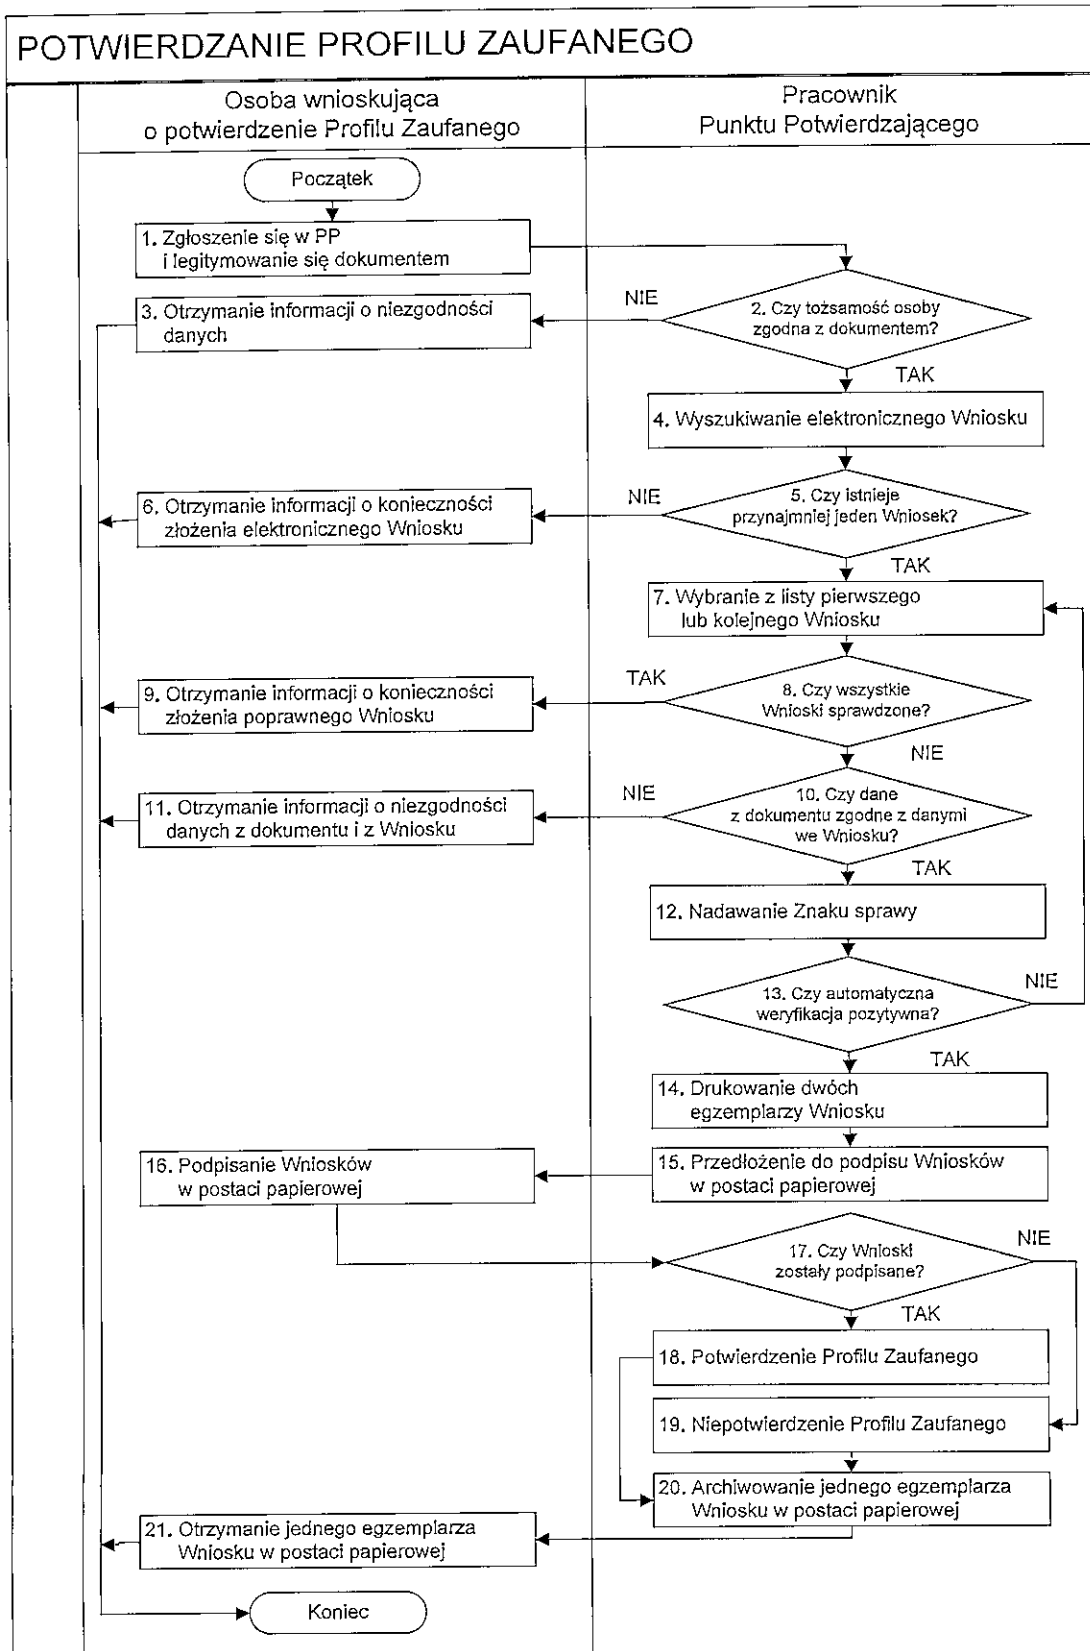 POTWIERDZANIE PROFILU ZAUFANEGO
Osoba wnioskująca
o potwierdzenie Profilu Zaufanego
Pracownik
Punktu Potwierdzającego
Początek
1. Zgłoszenie się w PP
i legitymowanie się dokumentem
2. Czy tożsamość osoby
zgodna z dokumentem?
NIE
3. Otrzymanie informacji o niezgodności
danych
TAK
4. Wyszukiwanie elektronicznego Wniosku
5. Czy istnieje
przynajmniej jeden Wniosek?
NIE
6. Otrzymanie informacji o konieczności
złożenia elektronicznego Wniosku
TAK
7. Wybranie z listy pierwszego
lub kolejnego Wniosku
8. Czy wszystkie
Wnioski sprawdzone?
TAK
9. Otrzymanie informacji o konieczności
złożenia poprawnego Wniosku
NIE
10. Czy dane
z dokumentu zgodne z danymi
we Wniosku?
NIE
11. Otrzymanie informacji o niezgodności
danych z dokumentu i z Wniosku
TAK
12. Nadawanie Znaku sprawy
13. Czy automatyczna
weryfikacja pozytywna?
NIE
TAK
14. Drukowanie dwóch
egzemplarzy Wniosku
15. Przedłożenie do podpisu Wniosków
w postaci papierowej
16. Podpisanie Wniosków
w postaci papierowej
17. Czy Wnioski
zostały podpisane?
NIE
TAK
18. Potwierdzenie Profilu Zaufanego
19. Niepotwierdzenie Profilu Zaufanego
20. Archiwowanie jednego egzemplarza
Wniosku w postaci papierowej
21. Otrzymanie jednego egzemplarza
Wniosku w postaci papierowej
Koniec